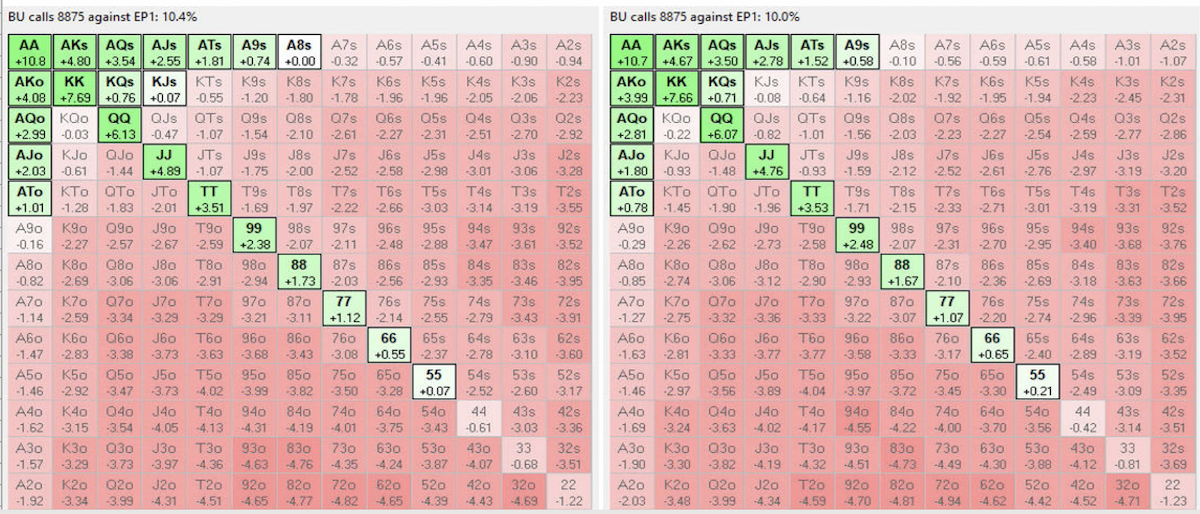 BU calls 8875 against EP1: 10.4%
AA AKs AQs AJs ATs A9s A8s A7s A6s A5s A4s A3s A2s
+10.8 +4.80 +3.54 +2.55 +1.81 +0.74 +0.00 -0.32 -0.57 -0.41 -0.60 -0.90 -0.94
AKo KK KQs KJs KTs K9s K8s K7s K6s K5s K4s K3s K2s
+4.08 +7.69 +0.76 +0.07 -0.55 -1.20 -1.80 -1.78 -1.96 -1.96 -2.05 -2.06 -2.23
AQo KQo QQ QJs QTs Q9s Q8s Q7s Q6s Q5s Q4s Q3s Q2s
+2.99 -0.03 +6.13 -0.47 -1.07 -1.54 -2.10 -2.61 -2.27 -2.31 -2.51 -2.70 -2.92
AJo KJo QJo JJ JTs J9s J8s J7s J6s J5s J4s J3s J2s
+2.03 -0.61 -1.44 +4.89 -1.07 -1.75 -2.00 -2.52 -2.58 -2.98 -3.01 -3.06 -3.28
ATo KTo QTo JTo TT T9s T8s T7s T6s T5s T4s T3s T2s
+1.01 -1.28 -1.83 -2.01 +3.51 -1.69 -1.97 -2.22 -2.66 -3.03 -3.14 -3.19 -3.55
A9o K9o Q9o J9o T9o 99 98s 97s 96s 95s 94s 93s 92s
-0.16 -2.27 -2.57 -2.67 -2.59 +2.38 -2.07 -2.11 -2.48 -2.88 -3.47 -3.61 -3.52
A8o K8o Q8o J8o T8o 98o 88 87s 86s 85s 84s 83s 82s
-0.82 -2.69 -3.06 -3.06 -2.91 -2.94 +1.73 -2.03 -2.56 -2.93 -3.35 -3.46 -3.95
A7o K7o Q7o J7o T7o 97o 87o 77 76s 75s 74s 73s 72s
-1.14 -2.59 -3.34 -3.29 -3.29 -3.21 -3.11 +1.12 -2.14 -2.55 -2.79 -3.43 -3.91
A6o K6o Q6o J6o T6o 96o 86o 76o 66 65s 64s 63s 62s
-1.47 -2.83 -3.38 -3.73 -3.63 -3.68 -3.43 -3.08 +0.55 -2.37 -2.78 -3.10 -3.60
A5o K5o Q5o J5o T5o 95o 85o 75o 65o 55 54s 53s 52s
-1.46 -2.92 -3.47 -3.73 -4.02 -3.99 -3.82 -3.50 -3.28 +0.07 -2.52 -2.60 -3.17
A4o K4o Q4o J4o T4o 94o 84o 74o 64o 54o 44 43s 42s
-1.62 -3.15 -3.54 -4.05 -4.13 -4.31 -4.19 -4.01 -3.75 -3.43 -0.61 -3.03 -3.36
A3o K3o Q3o J3o T3o 93o 83o 73o 63o 53o 43o 33 32s
-1.57 -3.29 -3.73 -3.97 -4.36 -4.63 -4.76 -4.35 -4.24 -3.87 -4.07 -0.68 -3.51
A2o K2o Q2o J2o T2o 92o 82o 72o 62o 52o 42o 32o 22
-1.92 -3.34 -3.99 -4.31 -4.51 -4.65 -4.77 -4.82 -4.65 -4.39 -4.43 -4.69 -1.22
BU calls 8875 against EP1: 10.0%
AA AKs AQs AJs ATs A9s A8s A7s A6s A5s A4s A3s A2s
+10.7 +4.67 +3.50 +2.78 +1.52 +0.58 -0.10 -0.56 -0.59 -0.61 -0.58 -1.01 -1.07
AKo KK KQs KJs KTs K9s K8s K7s K6s K5s K4s K3s K2s
+3.99 +7.66 +0.71 -0.08 -0.64 -1.16 -2.02 -1.92 -1.95 -1.94 -2.23 -2.45 -2.31
AQo KQo QQ QJs QTs Q9s Q8s Q7s Q6s Q5s Q4s Q3s Q2s
+2.81 -0.22 +6.07 -0.82 -1.01 -1.56 -2.03 -2.23 -2.27 -2.54 -2.59 -2.77 -2.86
AJo KJo QJo JJ JTs J9s J8s J7s J6s J5s J4s J3s J2s
+1.80 -0.93 -1.48 +4.76 -0.93 -1.59 -2.12 -2.52 -2.61 -2.76 -2.97 -3.19 -3.20
ATo KTo QTo JTo TT T9s T8s T7s T6s T5s T4s T3s T2s
+0.78 -1.45 -1.90 -1.96 +3.53 -1.71 -2.15 -2.33 -2.71 -3.01 -3.19 -3.31 -3.52
A9o K9o Q9o J9o T9o 99 98s 97s 96s 95s 94s 93s 92s
-0.29 -2.26 -2.62 -2.73 -2.58 +2.48 -2.07 -2.31 -2.70 -2.95 -3.40 -3.68 -3.76
A8o K8o Q8o J8o T8o 98o 88 87s 86s 85s 84s 83s 82s
-0.85 -2.74 -3.06 -3.12 -2.90 -2.93 +1.67 -2.10 -2.36 -2.69 -3.18 -3.63 -3.66
A7o K7o Q7o J7o T7o 97o 87o 77 76s 75s 74s 73s 72s
-1.27 -2.75 -3.32 -3.36 -3.33 -3.22 -3.07 +1.07 -2.20 -2.74 -2.96 -3.39 -3.95
A6o K6o Q6o J6o T6o 96o 86o 76o 66 65s 64s 63s 62s
-1.63 -2.81 -3.33 -3.77 -3.77 -3.58 -3.33 -3.17 +0.65 -2.40 -2.89 -3.19 -3.52
A5o K5o Q5o J5o T5o 95o 85o 75o 65o 55 54s 53s 52s
-1.46 -2.97 -3.56 -3.89 -4.04 -3.97 -3.72 -3.45 -3.30 +0.21 -2.49 -3.09 -3.35
A4o K4o Q4o J4o T4o 94o 84o 74o 64o 54o 44 43s 42s
-1.69 -3.24 -3.63 -4.02 -4.17 -4.55 -4.22 -4.00 -3.70 -3.56 -0.42 -3.14 -3.51
A3o K3o Q3o J3o T3o 93o 83o 73o 63o 53o 43o 33 32s
-1.90 -3.30 -3.82 -4.19 -4.32 -4.51 -4.73 -4.49 -4.30 -3.88 -4.12 -0.81 -3.69
A2o K2o Q2o J2o T2o 92o 82o 72o 62o 52o 42o 32o 22
-2.03 -3.48 -3.99 -4.34 -4.59 -4.70 -4.81 -4.94 -4.62 -4.42 -4.52 -4.71 -1.23